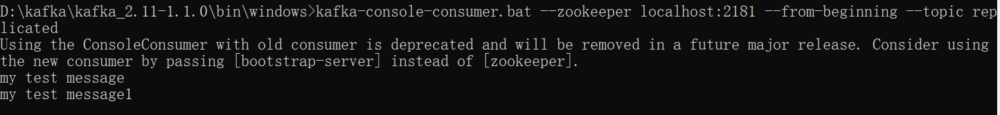 D:\kafka\kafka_2.11-1.1.0\bin\windows>kafka-console-consumer.bat --zookeeper localhost:2181 --from-beginning --topic rep
licated
Using the ConsoleConsumer with old consumer is deprecated and will be removed in a future major release. Consider using
the new consumer by passing [bootstrap-server] instead of [zookeeper].
my test message
my test message1